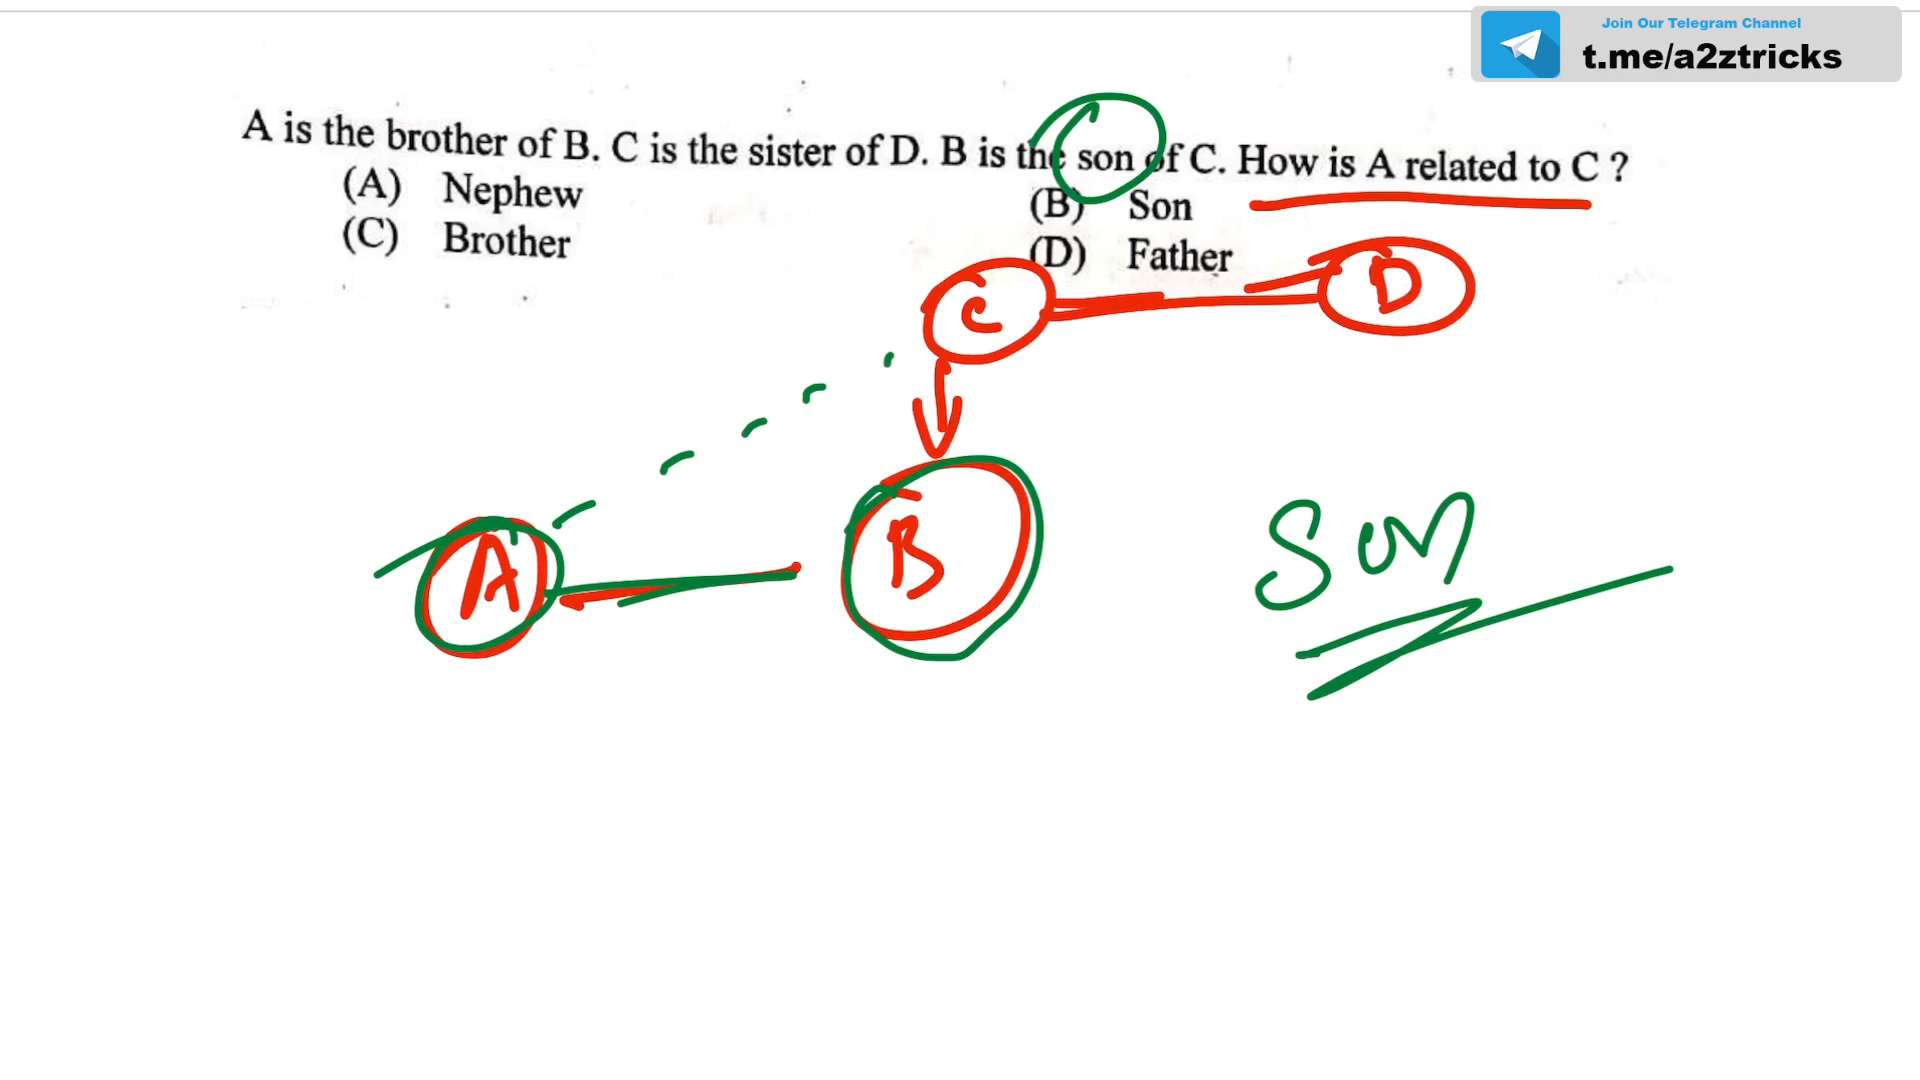 Join Our Telegram Channel
t.me/a2ztricks
A is the brother of B. C is the sister of D. B is the son of C. How is A related to C ?
(A) Nephew
(B) Son
(C) Brother
(D) Father
C
D
A
B
Son